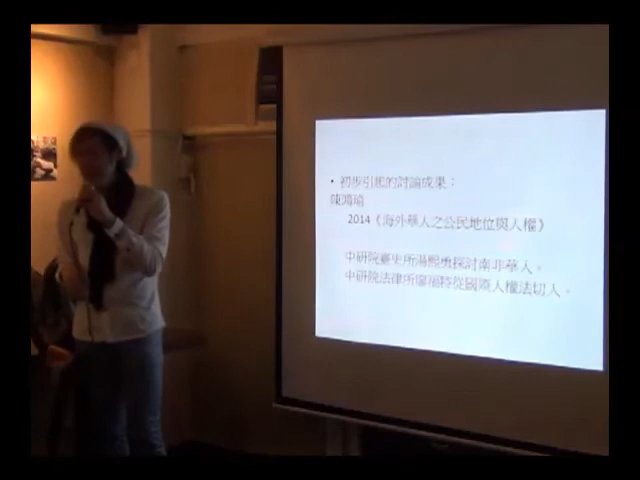 • 初步引起的討論成果：
陳鴻瑜
2014《海外華人之公民地位與人權》
中研院臺史所湯熙勇探討南非華人。
中研院法律所廖福特從國際人權法切入。